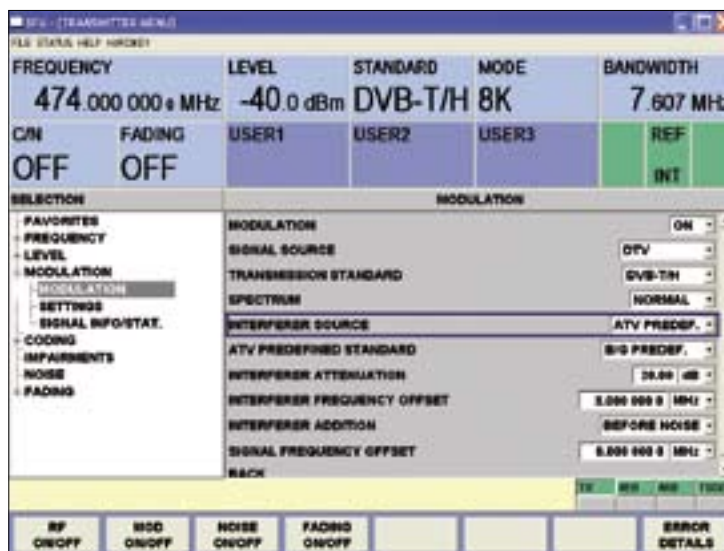 SFU - [TRANSMITTER MENU]
FILE STATUS HELP HARDKEY
FREQUENCY LEVEL STANDARD MODE BANDWIDTH
474.000 000 0 MHz -40.0 dBm DVB-T/H 8K 7.607 MHz
C/N FADING USER1 USER2 USER3 REF
OFF OFF INT
SELECTION MODULATION
FAVORITES
FREQUENCY
LEVEL
MODULATION
MODULATION
SETTINGS
SIGNAL INFO/STAT.
CODING
IMPAIRMENTS
NOISE
FADING
MODULATION ON
SIGNAL SOURCE DTV
TRANSMISSION STANDARD DVB-T/H
SPECTRUM NORMAL
INTERFERER SOURCE ATV PREDEF.
ATV PREDEFINED STANDARD B/G PREDEF.
INTERFERER ATTENUATION 20.00 dB
INTERFERER FREQUENCY OFFSET MHz
INTERFERER ADDITION BEFORE NOISE
SIGNAL FREQUENCY OFFSET MHz
BACK
RF ON/OFF
MOD ON/OFF
NOISE ON/OFF
FADING ON/OFF
ERROR DETAILS